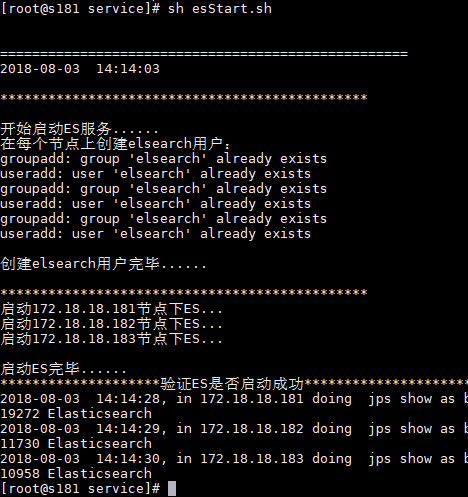 [root@s181 service]# sh esStart.sh
===================================================
2018-08-03  14:14:03
**********************************************
开始启动ES服务......
在每个节点上创建elsearch用户：
groupadd: group 'elsearch' already exists
useradd: user 'elsearch' already exists
groupadd: group 'elsearch' already exists
useradd: user 'elsearch' already exists
groupadd: group 'elsearch' already exists
useradd: user 'elsearch' already exists
创建elsearch用户完毕......
**********************************************
启动172.18.18.181节点下ES...
启动172.18.18.182节点下ES...
启动172.18.18.183节点下ES...
启动ES完毕......
********************验证ES是否启动成功*********************
2018-08-03  14:14:28, in 172.18.18.181 doing  jps show as b
19272 Elasticsearch
2018-08-03  14:14:29, in 172.18.18.182 doing  jps show as b
11730 Elasticsearch
2018-08-03  14:14:30, in 172.18.18.183 doing  jps show as b
10958 Elasticsearch
[root@s181 service]#